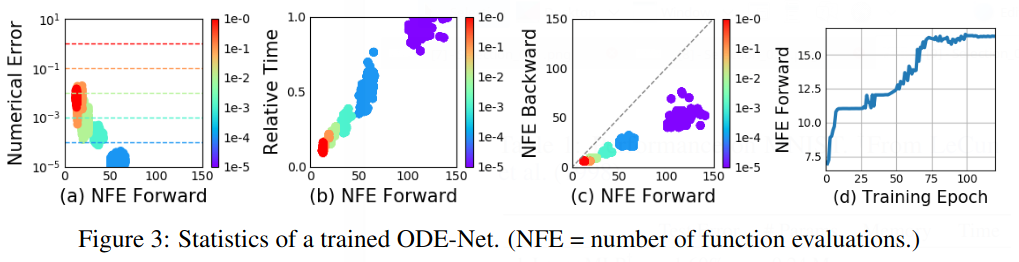 10¹
10⁻¹
10⁻³
10⁻⁵
Numerical Error
0 50 100 150
(a) NFE Forward
1e-0
1e-1
1e-2
1e-3
1e-4
1e-5
1.0
0.5
0.0
Relative Time
0 50 100 150
(b) NFE Forward
1e-0
1e-1
1e-2
1e-3
1e-4
1e-5
150
100
50
0
NFE Backward
0 50 100 150
(c) NFE Forward
1e-0
1e-1
1e-2
1e-3
1e-4
1e-5
15.0
12.5
10.0
7.5
NFE Forward
0 25 50 75 100
(d) Training Epoch
Figure 3: Statistics of a trained ODE-Net. (NFE = number of function evaluations.)